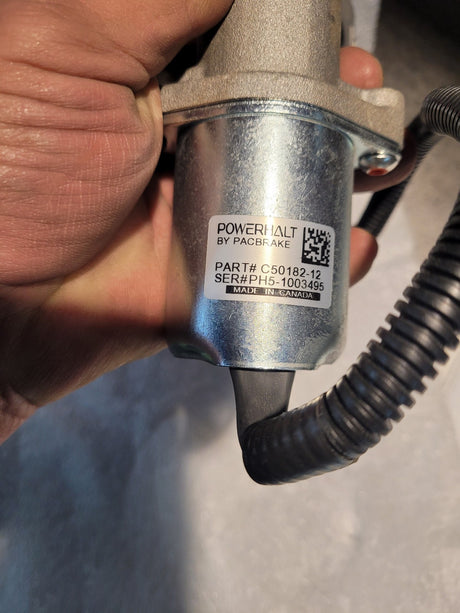 POWERHALT
BY PACBRAKE
PART# C50182-12
SER#PH5-1003495
MADE IN CANADA